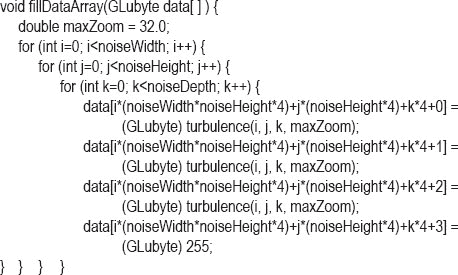 void fillDataArray(GLubyte data[ ] ) {
double maxZoom = 32.0;
for (int i=0; i<noiseWidth; i++) {
for (int j=0; j<noiseHeight; j++) {
for (int k=0; k<noiseDepth; k++) {
data[i*(noiseWidth*noiseHeight*4)+j*(noiseHeight*4)+k*4+0] =
(GLubyte) turbulence(i, j, k, maxZoom);
data[i*(noiseWidth*noiseHeight*4)+j*(noiseHeight*4)+k*4+1] =
(GLubyte) turbulence(i, j, k, maxZoom);
data[i*(noiseWidth*noiseHeight*4)+j*(noiseHeight*4)+k*4+2] =
(GLubyte) turbulence(i, j, k, maxZoom);
data[i*(noiseWidth*noiseHeight*4)+j*(noiseHeight*4)+k*4+3] =
(GLubyte) 255;
} } } }